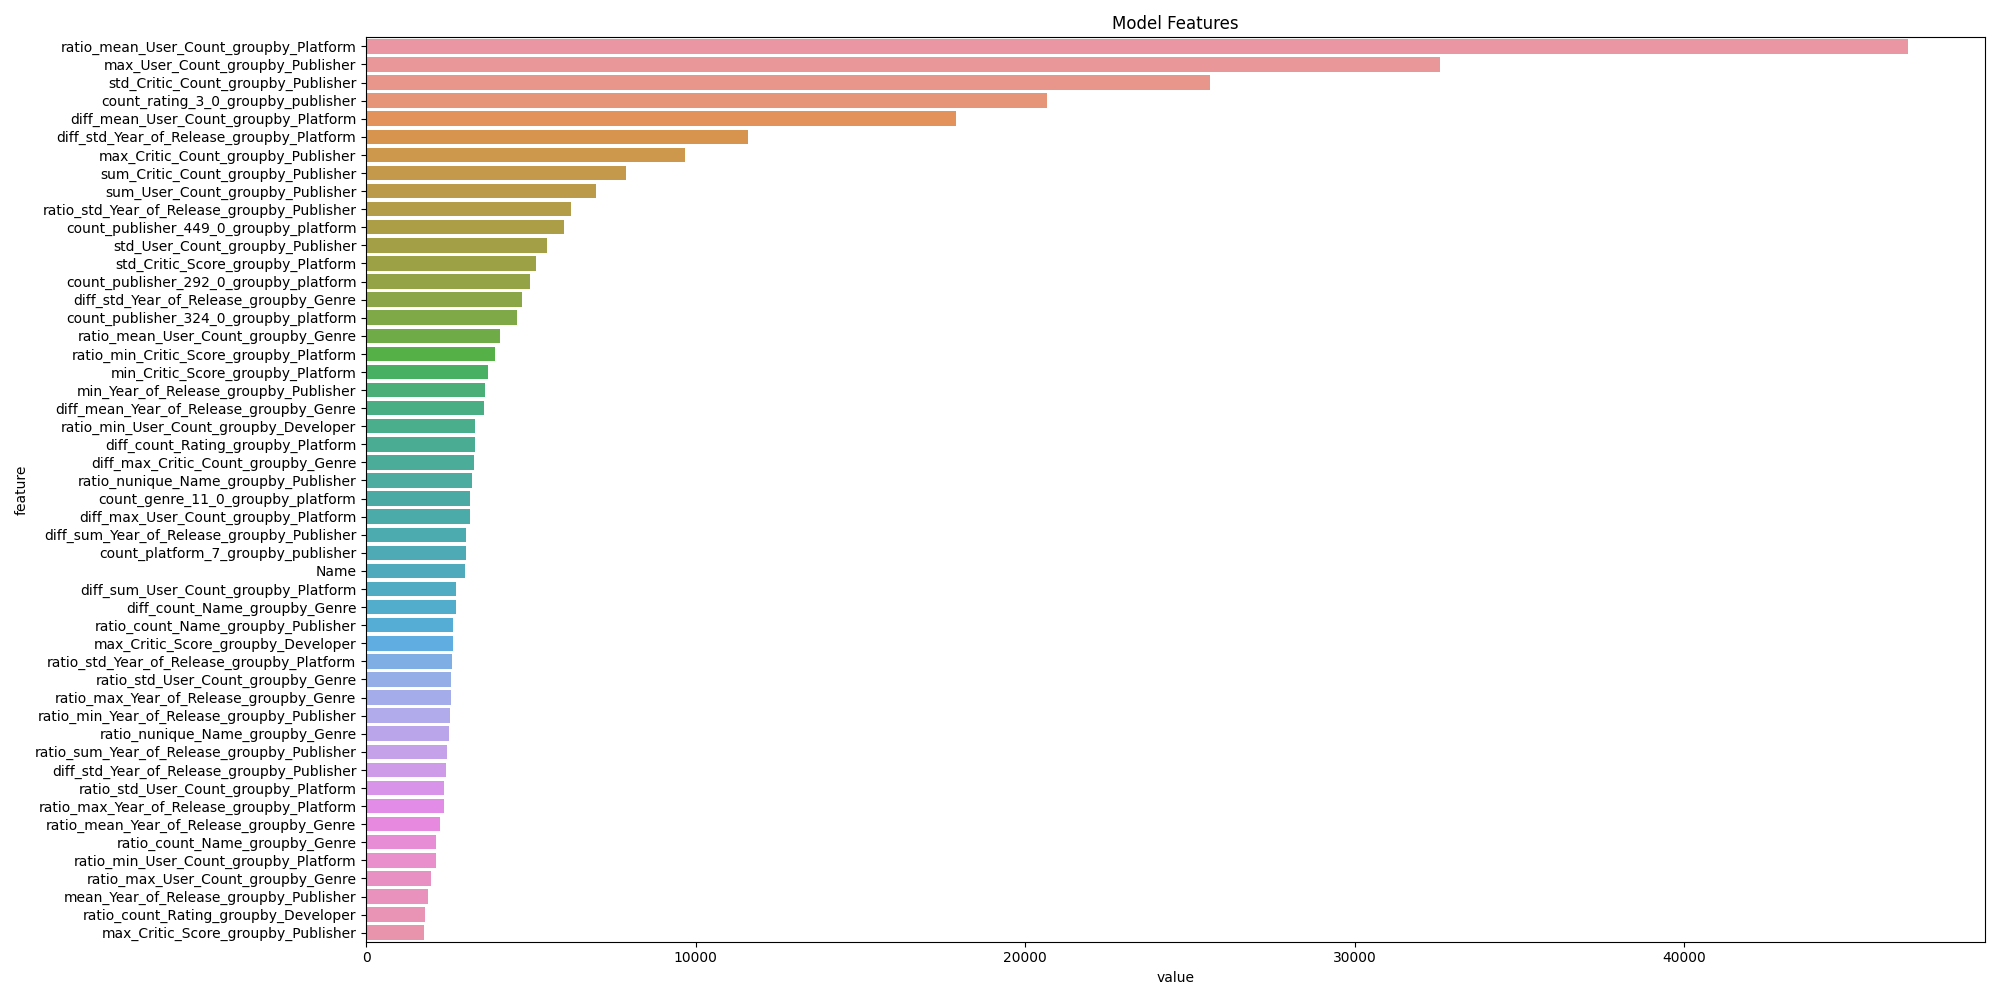 Model Features
ratio_mean_User_Count_groupby_Platform
max_User_Count_groupby_Publisher
std_Critic_Count_groupby_Publisher
count_rating_3_0_groupby_publisher
diff_mean_User_Count_groupby_Platform
diff_std_Year_of_Release_groupby_Platform
max_Critic_Count_groupby_Publisher
sum_Critic_Count_groupby_Publisher
sum_User_Count_groupby_Publisher
ratio_std_Year_of_Release_groupby_Publisher
count_publisher_449_0_groupby_platform
std_User_Count_groupby_Publisher
std_Critic_Score_groupby_Platform
count_publisher_292_0_groupby_platform
diff_std_Year_of_Release_groupby_Genre
count_publisher_324_0_groupby_platform
ratio_mean_User_Count_groupby_Genre
ratio_min_Critic_Score_groupby_Platform
min_Critic_Score_groupby_Platform
min_Year_of_Release_groupby_Publisher
diff_mean_Year_of_Release_groupby_Genre
ratio_min_User_Count_groupby_Developer
diff_count_Rating_groupby_Platform
diff_max_Critic_Count_groupby_Genre
ratio_nunique_Name_groupby_Publisher
count_genre_11_0_groupby_platform
diff_max_User_Count_groupby_Platform
diff_sum_Year_of_Release_groupby_Publisher
count_platform_7_groupby_publisher
Name
diff_sum_User_Count_groupby_Platform
diff_count_Name_groupby_Genre
ratio_count_Name_groupby_Publisher
max_Critic_Score_groupby_Developer
ratio_std_Year_of_Release_groupby_Platform
ratio_std_User_Count_groupby_Genre
ratio_max_Year_of_Release_groupby_Genre
ratio_min_Year_of_Release_groupby_Publisher
ratio_nunique_Name_groupby_Genre
ratio_sum_Year_of_Release_groupby_Publisher
diff_std_Year_of_Release_groupby_Publisher
ratio_std_User_Count_groupby_Platform
ratio_max_Year_of_Release_groupby_Platform
ratio_mean_Year_of_Release_groupby_Genre
ratio_count_Name_groupby_Genre
ratio_min_User_Count_groupby_Platform
ratio_max_User_Count_groupby_Genre
mean_Year_of_Release_groupby_Publisher
ratio_count_Rating_groupby_Developer
max_Critic_Score_groupby_Publisher
feature
0 10000 20000 30000 40000
value